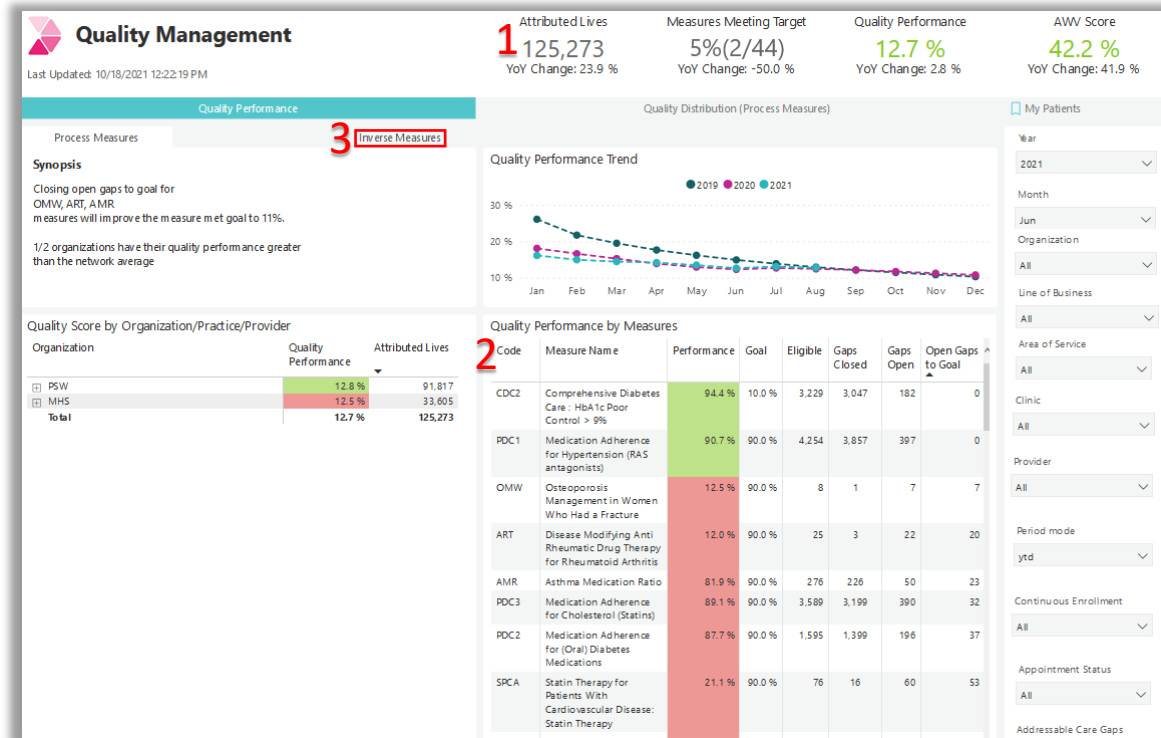 Quality Management
Last Updated: 10/18/2021 12:22:19 PM
1
Attributed Lives
125,273
YoY Change: 23.9 %
Measures Meeting Target
5%(2/44)
YoY Change: -50.0 %
Quality Performance
12.7 %
YoY Change: 2.8 %
AWV Score
42.2 %
YoY Change: 41.9 %
Quality Performance
Quality Distribution (Process Measures)
My Patients
Process Measures
3
Inverse Measures
Synopsis
Closing open gaps to goal for
OMW, ART, AMR
measures will improve the measure met goal to 11%.
1/2 organizations have their quality performance greater
than the network average
Quality Performance Trend
2019 2020 2021
30 %
20 %
10 %
Jan Feb Mar Apr May Jun Jul Aug Sep Oct Nov Dec
Quality Score by Organization/Practice/Provider
Organization Quality Performance Attributed Lives
PSW 12.8 % 91,817
MHS 12.5 % 33,605
Total 12.7 % 125,273
Quality Performance by Measures
2
Code Measure Name Performance Goal Eligible Gaps Closed Gaps Open Open Gaps to Goal
CDC2 Comprehensive Diabetes 94.4 % 10.0 % 3,229 3,047 182 0
Care : HbA1c Poor
Control > 9%
PDC1 Medication Adherence 90.7 % 90.0 % 4,254 3,857 397 0
for Hypertension (RAS
antagonists)
OMW Osteoporosis 12.5 % 90.0 % 8 1 7 7
Management in Women
Who Had a Fracture
ART Disease Modifying Anti 12.0 % 90.0 % 25 3 22 20
Rheumatic Drug Therapy
for Rheumatoid Arthritis
AMR Asthma Medication Ratio 81.9 % 90.0 % 276 226 50 23
PDC3 Medication Adherence 89.1 % 90.0 % 3,589 3,199 390 32
for Cholesterol (Statins)
PDC2 Medication Adherence 87.7 % 90.0 % 1,595 1,399 196 37
for (Oral) Diabetes
Medications
SPCA Statin Therapy for 21.1 % 90.0 % 76 16 60 53
Patients With
Cardiovascular Disease:
Statin Therapy
Year
2021
Month
Jun
Organization
All
Line of Business
All
Area of Service
All
Clinic
All
Provider
All
Period mode
ytd
Continuous Enrollment
All
Appointment Status
All
Addressable Care Gaps